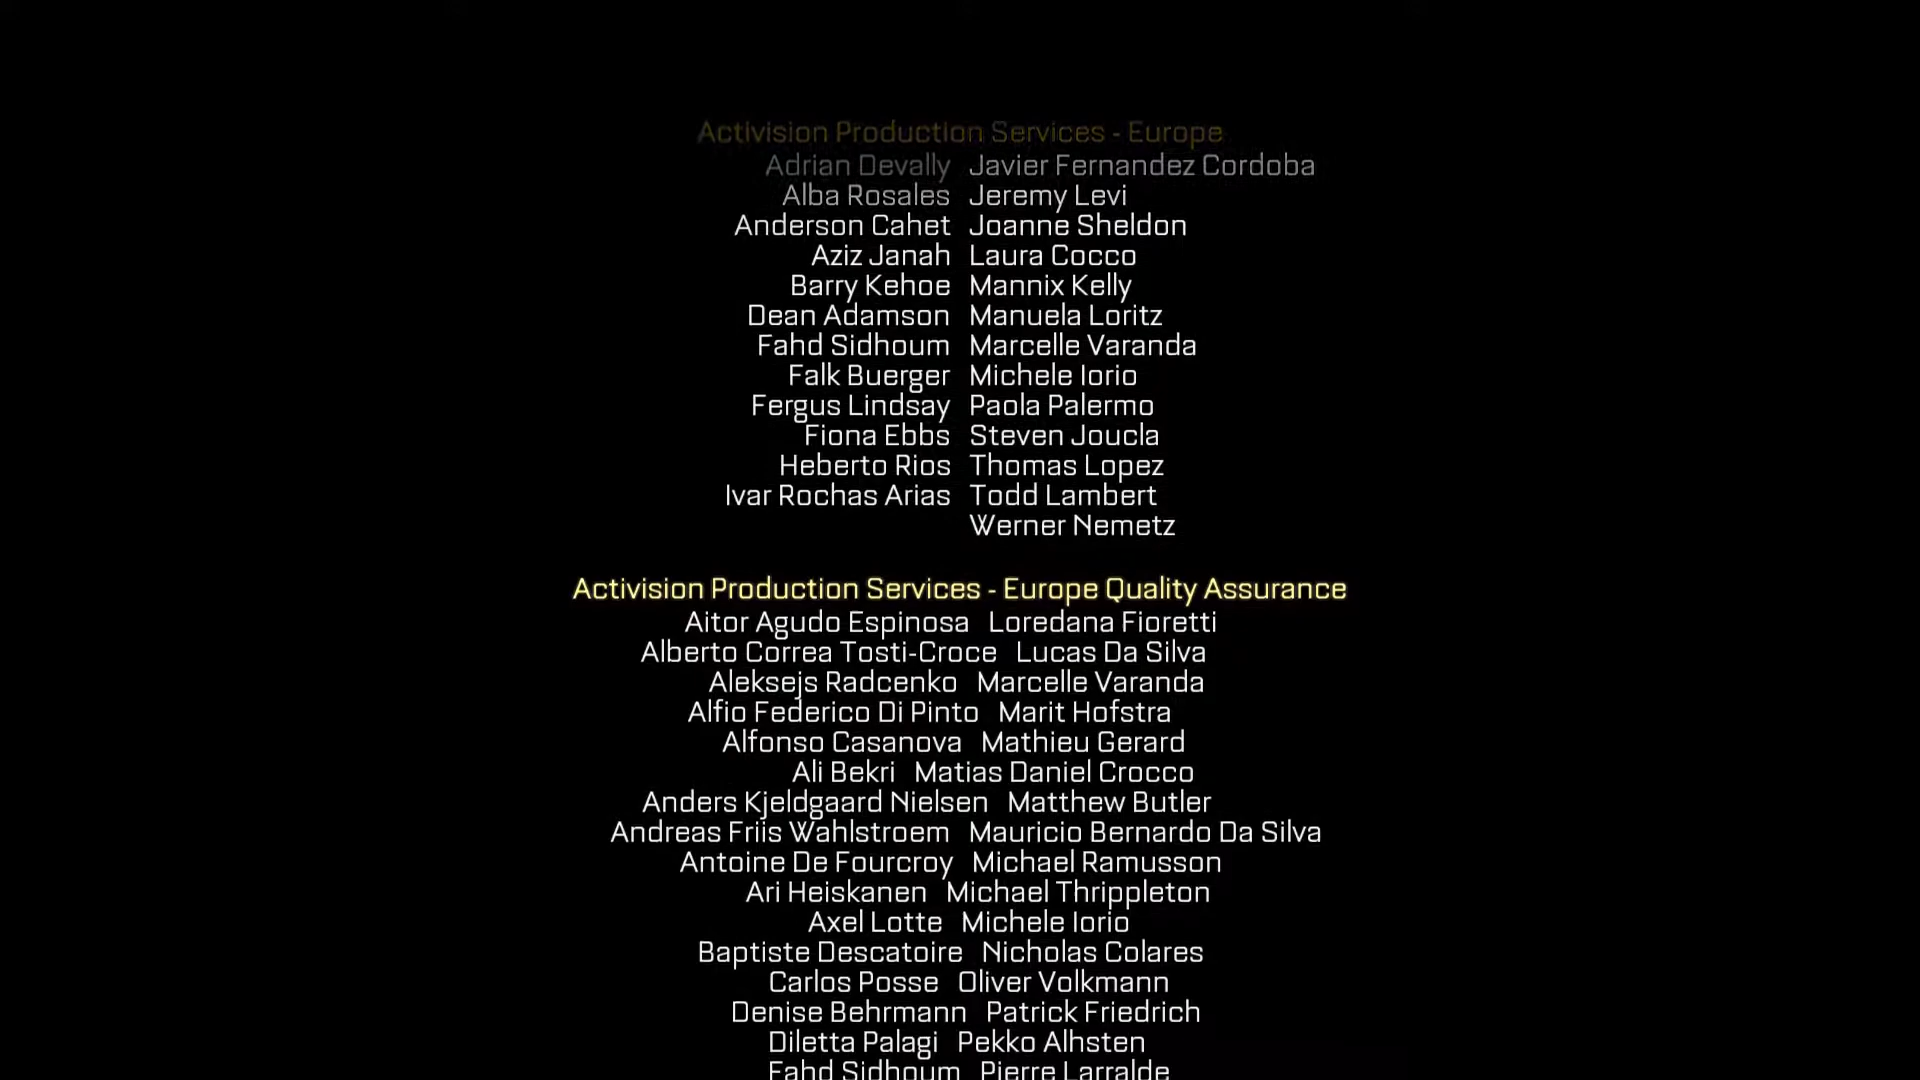 Activision Production Services - Europe
Adrian Devally Javier Fernandez Cordoba
Alba Rosales Jeremy Levi
Anderson Cahet Joanne Sheldon
Aziz Janah Laura Cocco
Barry Kehoe Mannix Kelly
Dean Adamson Manuela Loritz
Fahd Sidhoum Marcelle Varanda
Falk Buerger Michele Iorio
Fergus Lindsay Paola Palermo
Fiona Ebbs Steven Joucla
Heberto Rios Thomas Lopez
Ivar Rochas Arias Todd Lambert
Werner Nemetz
Activision Production Services - Europe Quality Assurance
Aitor Agudo Espinosa Loredana Fioretti
Alberto Correa Tosti-Croce Lucas Da Silva
Aleksejs Radcenko Marcelle Varanda
Alfio Federico Di Pinto Marit Hofstra
Alfonso Casanova Mathieu Gerard
Ali Bekri Matias Daniel Crocco
Anders Kjeldgaard Nielsen Matthew Butler
Andreas Friis Wahlstroem Mauricio Bernardo Da Silva
Antoine De Fourcroy Michael Ramusson
Ari Heiskanen Michael Thrippleton
Axel Lotte Michele Iorio
Baptiste Descatoire Nicholas Colares
Carlos Posse Oliver Volkmann
Denise Behrmann Patrick Friedrich
Diletta Palagi Pekko Alhsten
Fahd Sidhoum Pierre Larralde